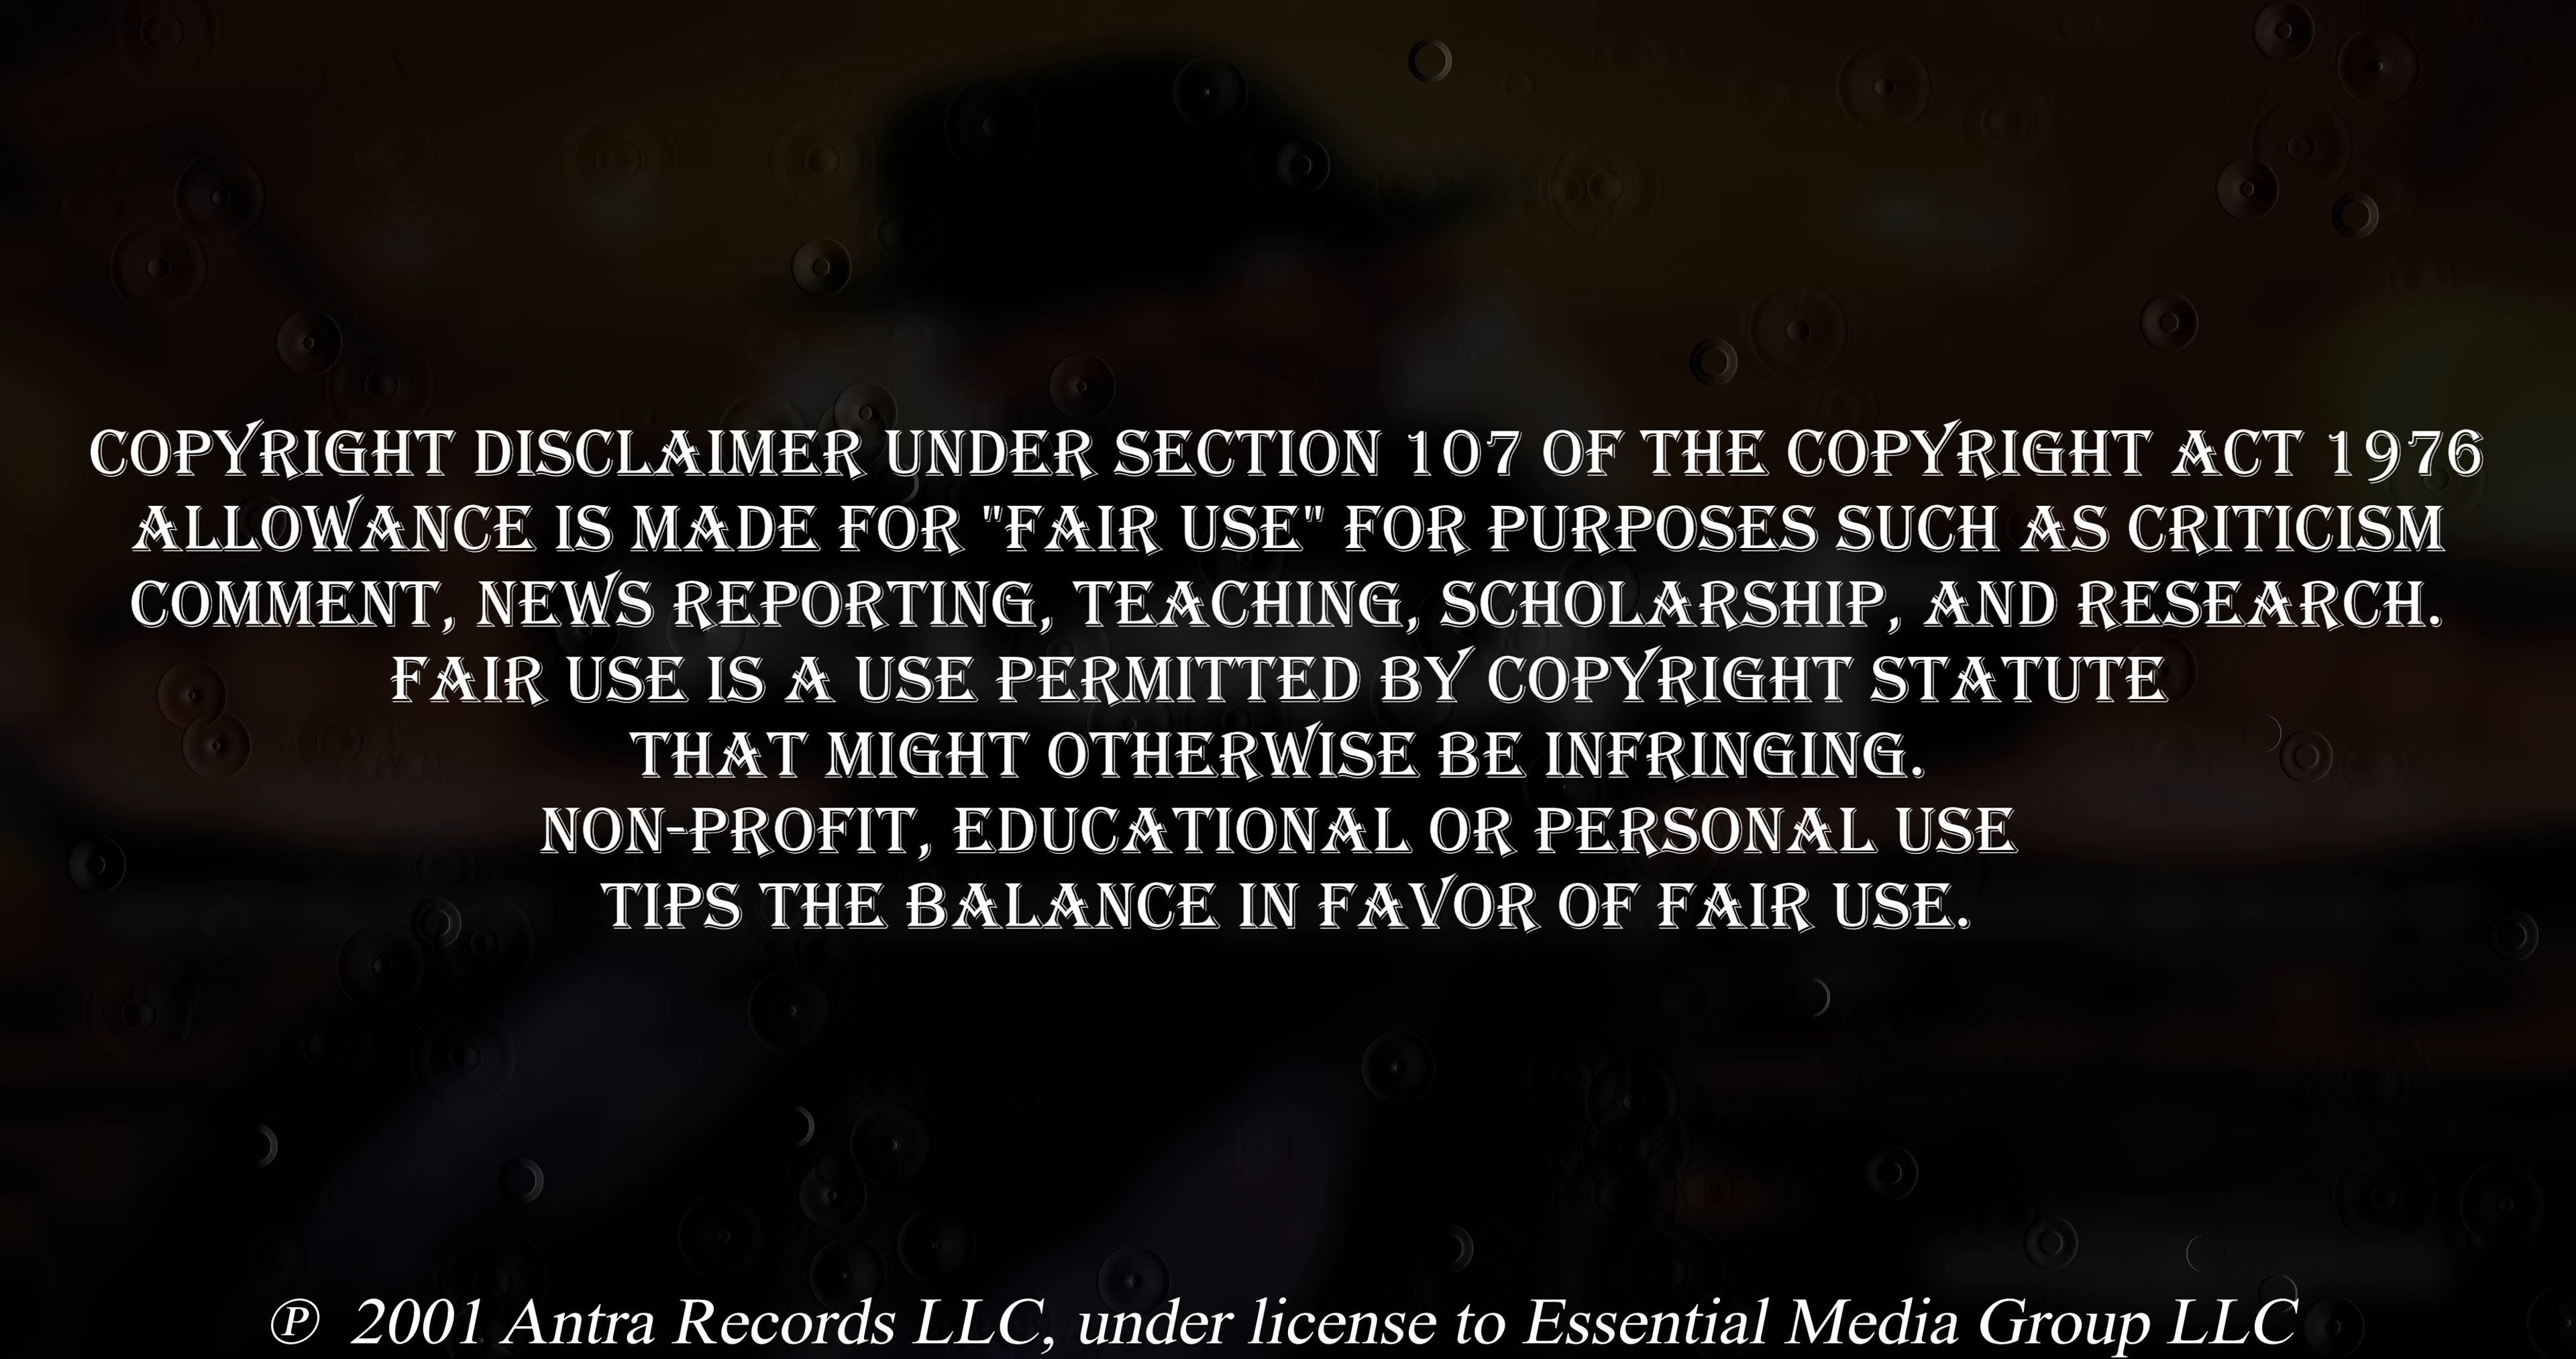 COPYRIGHT DISCLAIMER UNDER SECTION 107 OF THE COPYRIGHT ACT 1976
ALLOWANCE IS MADE FOR "FAIR USE" FOR PURPOSES SUCH AS CRITICISM
COMMENT, NEWS REPORTING, TEACHING, SCHOLARSHIP, AND RESEARCH.
FAIR USE IS A USE PERMITTED BY COPYRIGHT STATUTE
THAT MIGHT OTHERWISE BE INFRINGING.
NON-PROFIT, EDUCATIONAL OR PERSONAL USE
TIPS THE BALANCE IN FAVOR OF FAIR USE.
℗ 2001 Antra Records LLC, under license to Essential Media Group LLC